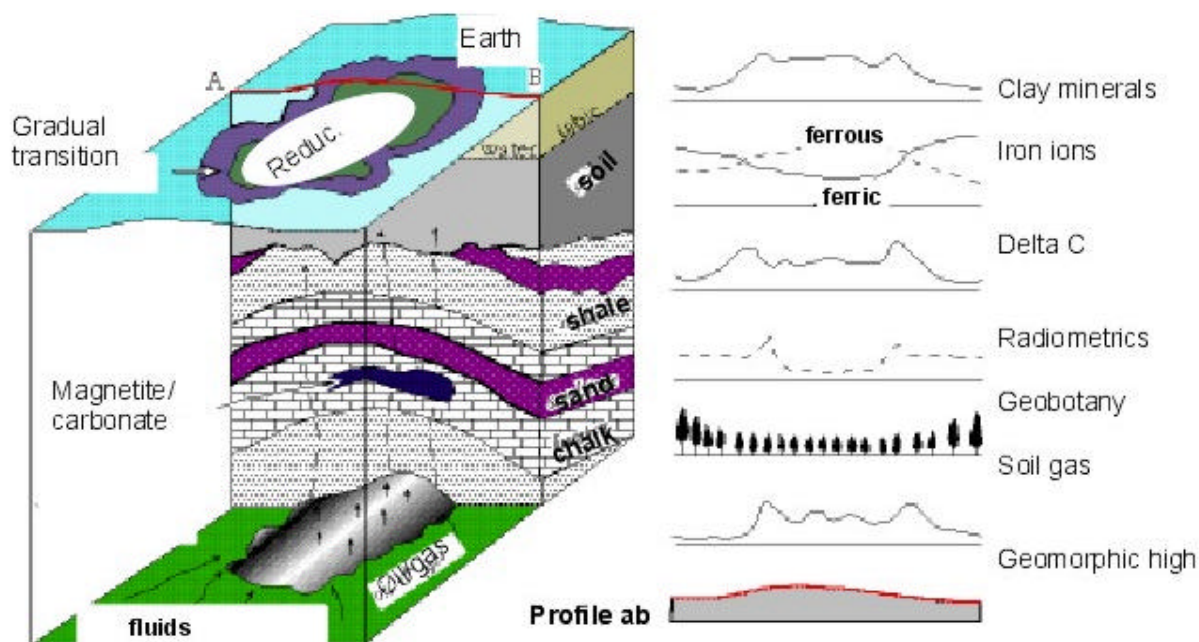 Earth
A
B
Gradual
transition
Reduc.
soil
shale
Magnetite/
carbonate
sand
chalk
Oil/gas
fluids
Clay minerals
ferrous
Iron ions
ferric
Delta C
Radiometrics
Geobotany
Soil gas
Geomorphic high
Profile ab